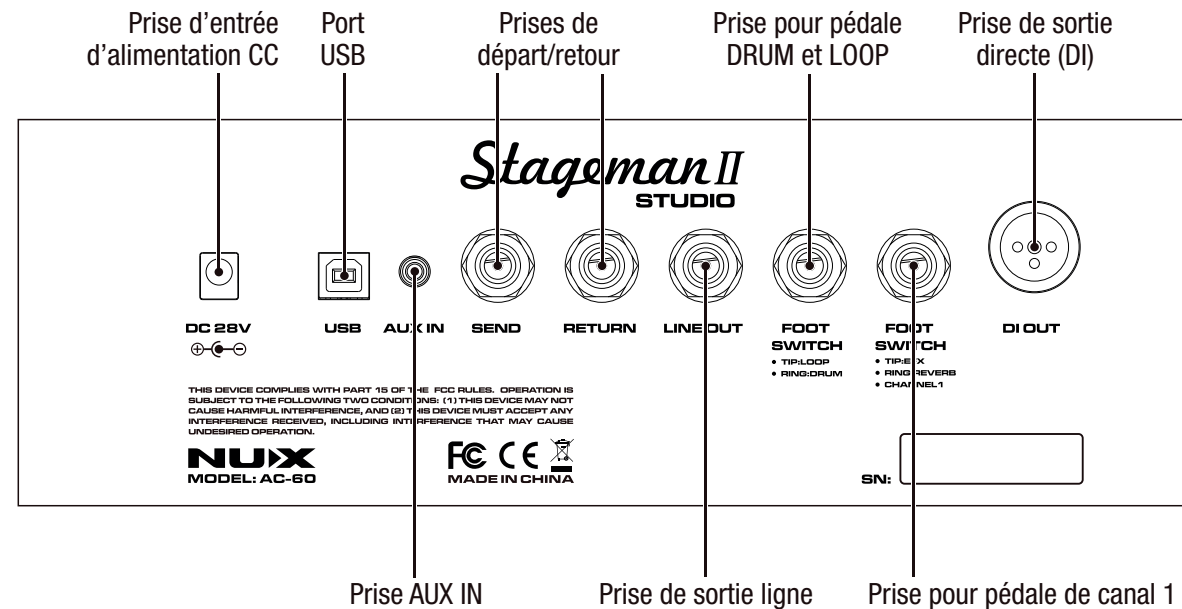 Prise d’entrée
d’alimentation CC
Port
USB
Prises de
départ/retour
Prise pour pédale
DRUM et LOOP
Prise de sortie
directe (DI)
Stageman II
STUDIO
DC 28V
USB
AUX IN
SEND
RETURN
LINE OUT
FOOT
SWITCH
• TIP:LOOP
• RING:DRUM
FOOT
SWITCH
• TIP:EFX
• RING:REVERB
• CHANNEL1
DI OUT
THIS DEVICE COMPLIES WITH PART 15 OF THE FCC RULES. OPERATION IS
SUBJECT TO THE FOLLOWING TWO CONDITIONS: (1) THIS DEVICE MAY NOT
CAUSE HARMFUL INTERFERENCE, AND (2) THIS DEVICE MUST ACCEPT ANY
INTERFERENCE RECEIVED, INCLUDING INTERFERENCE THAT MAY CAUSE
UNDESIRED OPERATION.
NUX
MODEL: AC-60
FC CE
MADE IN CHINA
SN:
Prise AUX IN
Prise de sortie ligne
Prise pour pédale de canal 1